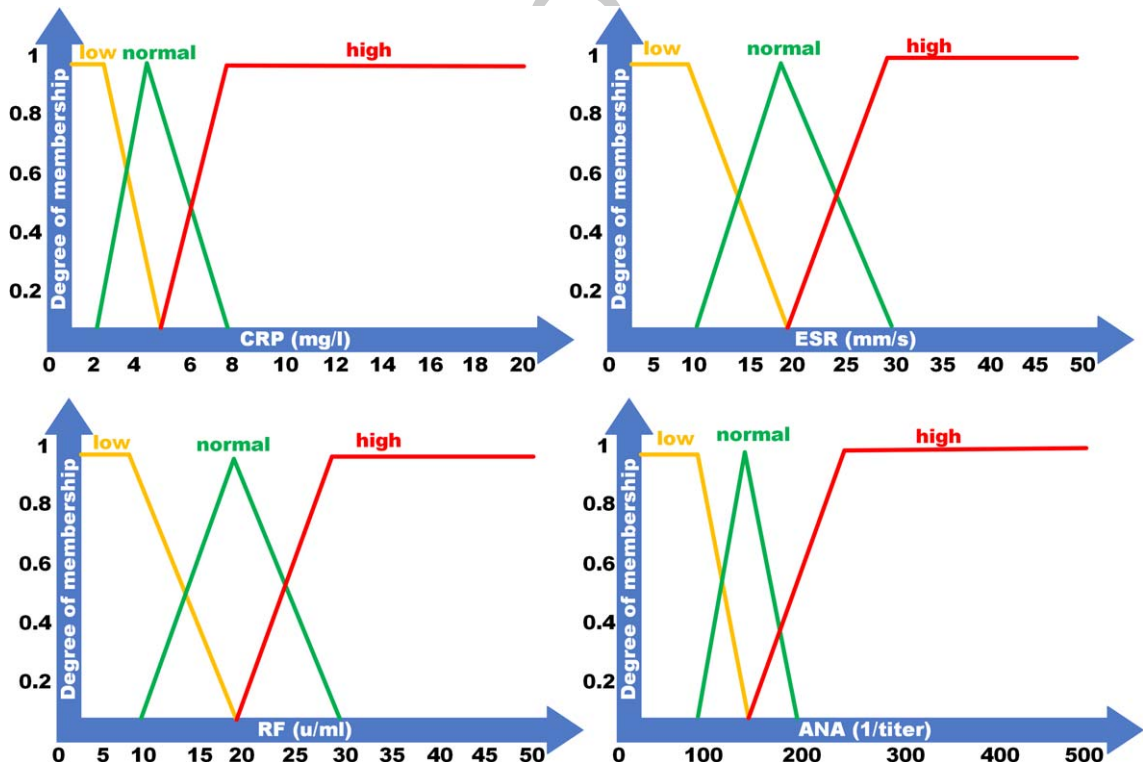 low normal high
1
0.8
0.6
0.4
0.2
Degree of membership
CRP (mg/l)
0 2 4 6 8 10 12 14 16 18 20
low normal high
1
0.8
0.6
0.4
0.2
Degree of membership
ESR (mm/s)
0 5 10 15 20 25 30 35 40 45 50
low normal high
1
0.8
0.6
0.4
0.2
Degree of membership
RF (u/ml)
0 5 10 15 20 25 30 35 40 45 50
low normal high
1
0.8
0.6
0.4
0.2
Degree of membership
ANA (1/titer)
0 100 200 300 400 500